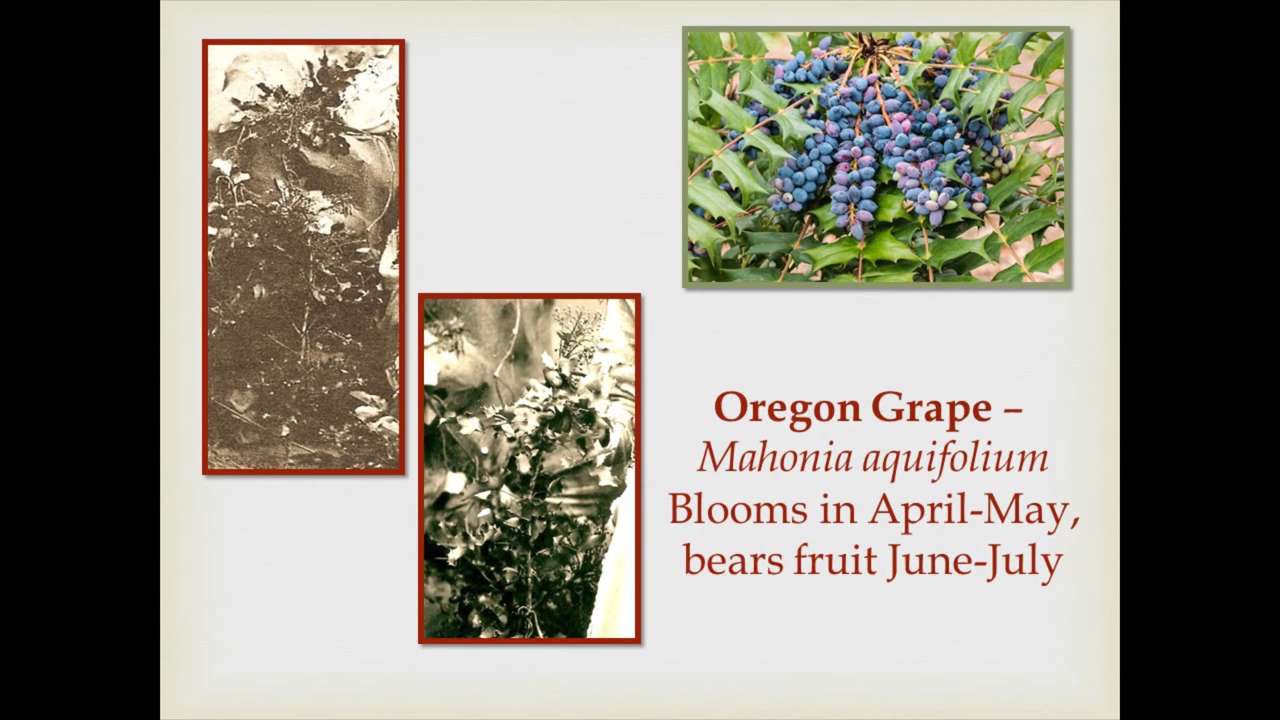 Oregon Grape –
Mahonia aquifolium
Blooms in April-May,
bears fruit June-July